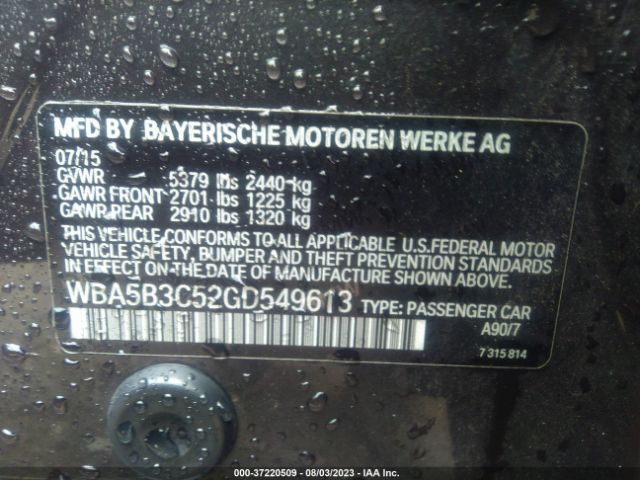 MFD BY BAYERISCHE MOTOREN WERKE AG
07/15
GVWR 5379 lbs 2440 kg
GAWR FRONT 2701 lbs 1225 kg
GAWR REAR 2910 lbs 1320 kg
THIS VEHICLE CONFORMS TO ALL APPLICABLE U.S. FEDERAL MOTOR
VEHICLE SAFETY, BUMPER AND THEFT PREVENTION STANDARDS
IN EFFECT ON THE DATE OF MANUFACTURE SHOWN ABOVE.
WBA5B3C52GD549613 TYPE: PASSENGER CAR
A90/7
7 315 814
000-37220509 - 08/03/2023 - IAA Inc.